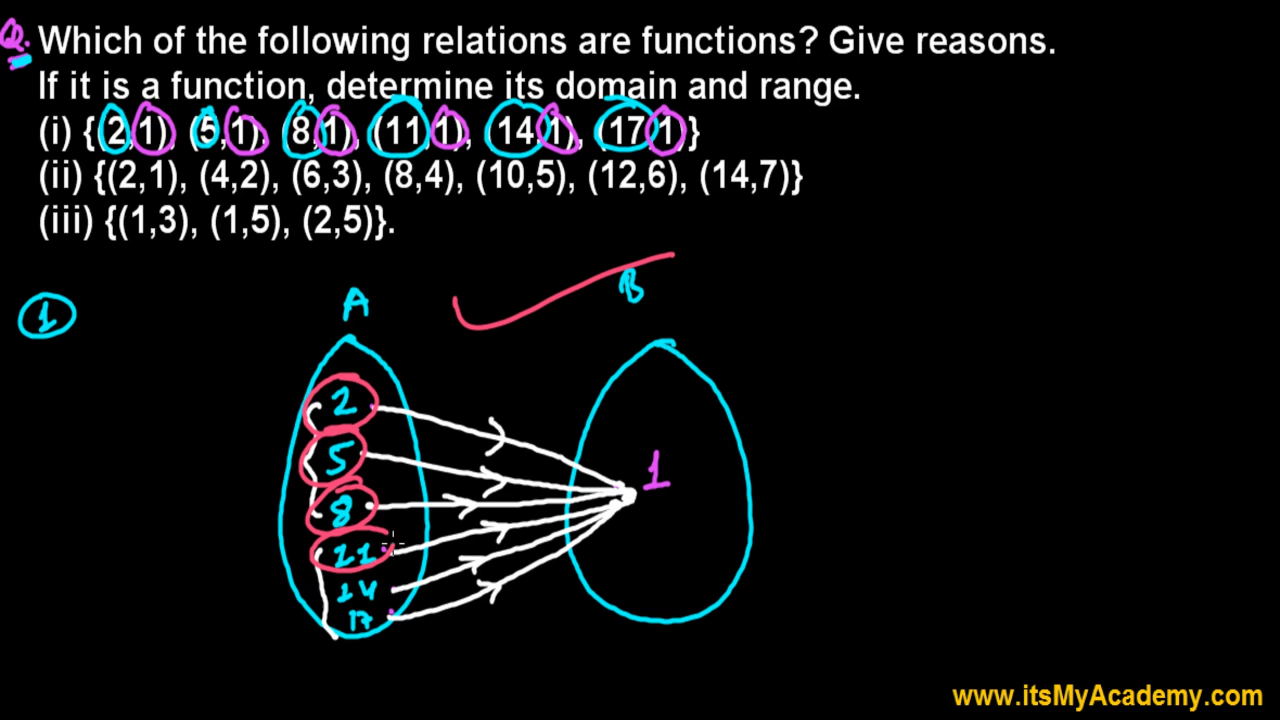 Q. Which of the following relations are functions? Give reasons.
If it is a function, determine its domain and range.
(i) {(2,1), (5,1), (8,1), (11,1), (14,1), (17,1)}
(ii) {(2,1), (4,2), (6,3), (8,4), (10,5), (12,6), (14,7)}
(iii) {(1,3), (1,5), (2,5)}.
1
A B
2
5
1
8
11
14
17
www.itsMyAcademy.com